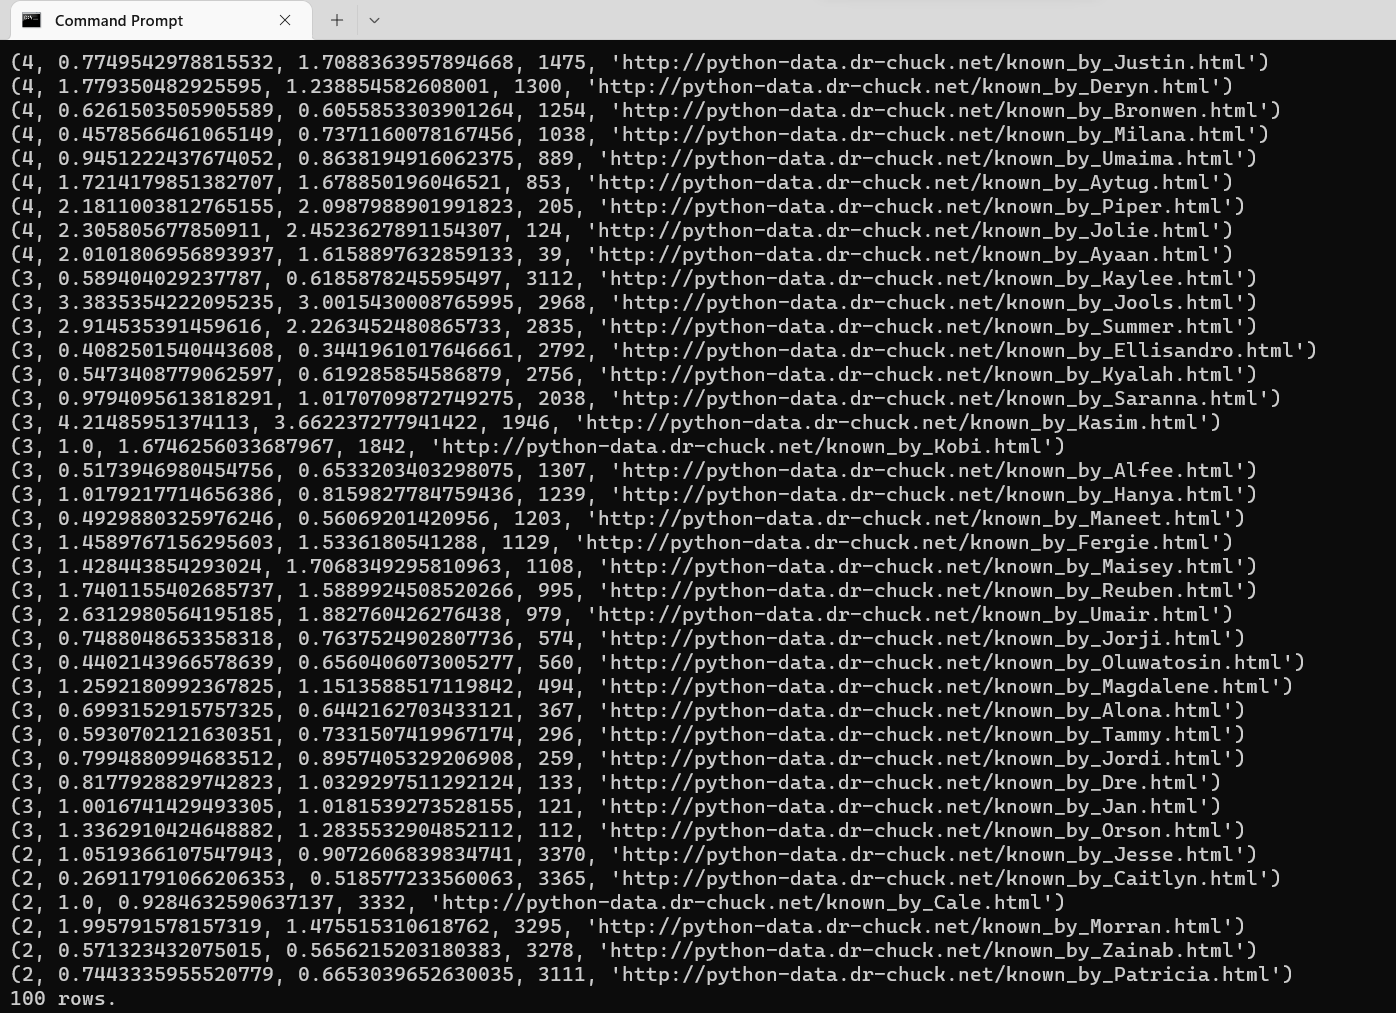 Command Prompt
(4, 0.7749542978815532, 1.7088363957894668, 1475, 'http://python-data.dr-chuck.net/known_by_Justin.html')
(4, 1.779350482925595, 1.238854582608001, 1300, 'http://python-data.dr-chuck.net/known_by_Deryn.html')
(4, 0.6261503505905589, 0.6055853303901264, 1254, 'http://python-data.dr-chuck.net/known_by_Bronwen.html')
(4, 0.4578566461065149, 0.7371160078167456, 1038, 'http://python-data.dr-chuck.net/known_by_Milana.html')
(4, 0.9451222437674052, 0.8638194916062375, 889, 'http://python-data.dr-chuck.net/known_by_Umaima.html')
(4, 1.7214179851382707, 1.678850196046521, 853, 'http://python-data.dr-chuck.net/known_by_Aytug.html')
(4, 2.1811003812765155, 2.0987988901991823, 205, 'http://python-data.dr-chuck.net/known_by_Piper.html')
(4, 2.305805677850911, 2.4523627891154307, 124, 'http://python-data.dr-chuck.net/known_by_Jolie.html')
(4, 2.0101806956893937, 1.6158897632859133, 39, 'http://python-data.dr-chuck.net/known_by_Ayaan.html')
(3, 0.589404029237787, 0.6185878245595497, 3112, 'http://python-data.dr-chuck.net/known_by_Kaylee.html')
(3, 3.3835354222095235, 3.0015430008765995, 2968, 'http://python-data.dr-chuck.net/known_by_Jools.html')
(3, 2.914535391459616, 2.2263452480865733, 2835, 'http://python-data.dr-chuck.net/known_by_Summer.html')
(3, 0.4082501540443608, 0.34419610176466­61, 2792, 'http://python-data.dr-chuck.net/known_by_Ellisandro.html')
(3, 0.5473408779062597, 0.619285854586879, 2756, 'http://python-data.dr-chuck.net/known_by_Kyalah.html')
(3, 0.9794095613818291, 1.0170709872749275, 2038, 'http://python-data.dr-chuck.net/known_by_Saranna.html')
(3, 4.21485951374113, 3.662237277941422, 1946, 'http://python-data.dr-chuck.net/known_by_Kasim.html')
(3, 1.0, 1.6746256033687967, 1842, 'http://python-data.dr-chuck.net/known_by_Kobi.html')
(3, 0.5173946980454756, 0.6533203403298075, 1307, 'http://python-data.dr-chuck.net/known_by_Alfee.html')
(3, 1.0179217714656386, 0.8159827784759436, 1239, 'http://python-data.dr-chuck.net/known_by_Hanya.html')
(3, 0.4929880325976246, 0.56069201420956, 1203, 'http://python-data.dr-chuck.net/known_by_Maneet.html')
(3, 1.4589767156295603, 1.5336180541288, 1129, 'http://python-data.dr-chuck.net/known_by_Fergie.html')
(3, 1.428443854293024, 1.7068349295810963, 1108, 'http://python-data.dr-chuck.net/known_by_Maisey.html')
(3, 1.7401155402685737, 1.5889924508520266, 995, 'http://python-data.dr-chuck.net/known_by_Reuben.html')
(3, 2.6312980564195185, 1.882760426276438, 979, 'http://python-data.dr-chuck.net/known_by_Umair.html')
(3, 0.7488048653358318, 0.7637524902807736, 574, 'http://python-data.dr-chuck.net/known_by_Jorji.html')
(3, 0.4402143966578639, 0.6560406073005277, 560, 'http://python-data.dr-chuck.net/known_by_Oluwatosin.html')
(3, 1.2592180992367825, 1.1513588517119842, 494, 'http://python-data.dr-chuck.net/known_by_Magdalene.html')
(3, 0.6993152915757325, 0.6442162703433121, 367, 'http://python-data.dr-chuck.net/known_by_Alona.html')
(3, 0.5930702121630351, 0.7331507419967174, 296, 'http://python-data.dr-chuck.net/known_by_Tammy.html')
(3, 0.7994880994683512, 0.8957405329206908, 259, 'http://python-data.dr-chuck.net/known_by_Jordi.html')
(3, 0.8177928829742823, 1.0329297511292124, 133, 'http://python-data.dr-chuck.net/known_by_Dre.html')
(3, 1.0016741429493305, 1.0181539273528155, 121, 'http://python-data.dr-chuck.net/known_by_Jan.html')
(3, 1.3362910424648882, 1.2835532904852112, 112, 'http://python-data.dr-chuck.net/known_by_Orson.html')
(2, 1.0519366107547943, 0.9072606839834741, 3370, 'http://python-data.dr-chuck.net/known_by_Jesse.html')
(2, 0.26911791066206353, 0.518577233560063, 3365, 'http://python-data.dr-chuck.net/known_by_Caitlyn.html')
(2, 1.0, 0.9284632590637137, 3332, 'http://python-data.dr-chuck.net/known_by_Cale.html')
(2, 1.995791578157319, 1.475515310618762, 3295, 'http://python-data.dr-chuck.net/known_by_Morran.html')
(2, 0.571323432075015, 0.5656215203180383, 3278, 'http://python-data.dr-chuck.net/known_by_Zainab.html')
(2, 0.7443335955520779, 0.6653039652630035, 3111, 'http://python-data.dr-chuck.net/known_by_Patricia.html')
100 rows.